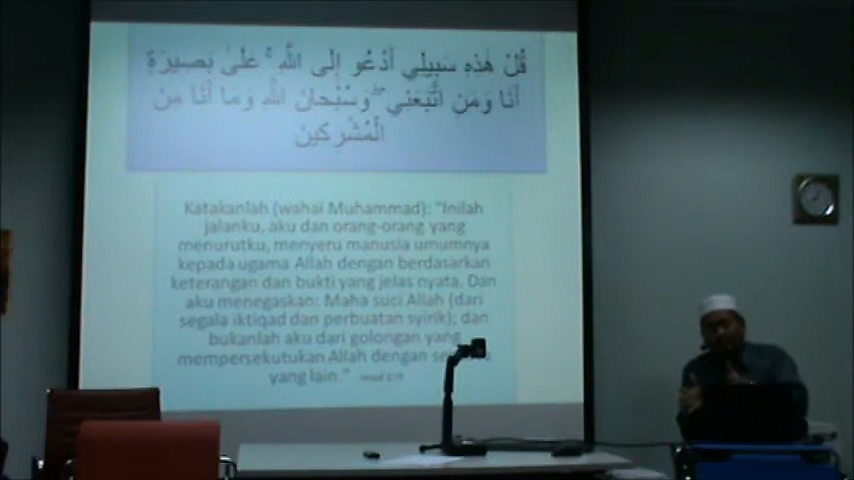 قُلْ هَٰذِهِ سَبِيلِي أَدْعُو إِلَى اللَّهِ ۚ عَلَىٰ بَصِيرَةٍ
أَنَا وَمَنِ اتَّبَعَنِي ۖ وَسُبْحَانَ اللَّهِ وَمَا أَنَا مِنَ
الْمُشْرِكِينَ
Katakanlah (wahai Muhammad): "Inilah
jalanku, aku dan orang-orang yang
menurutku, menyeru manusia umumnya
kepada ugama Allah dengan berdasarkan
keterangan dan bukti yang jelas nyata. Dan
aku menegaskan: Maha suci Allah (dari
segala iktiqad dan perbuatan syirik); dan
bukanlah aku dari golongan yang
mempersekutukan Allah dengan
yang lain."